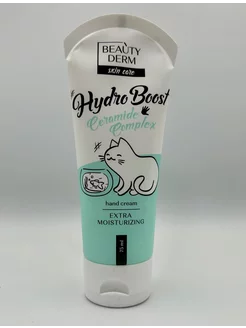 BEAUTY
DERM
skin care
Hydro Boost
Ceramide
Complex
hand cream
EXTRA
MOISTURIZING
75 ml